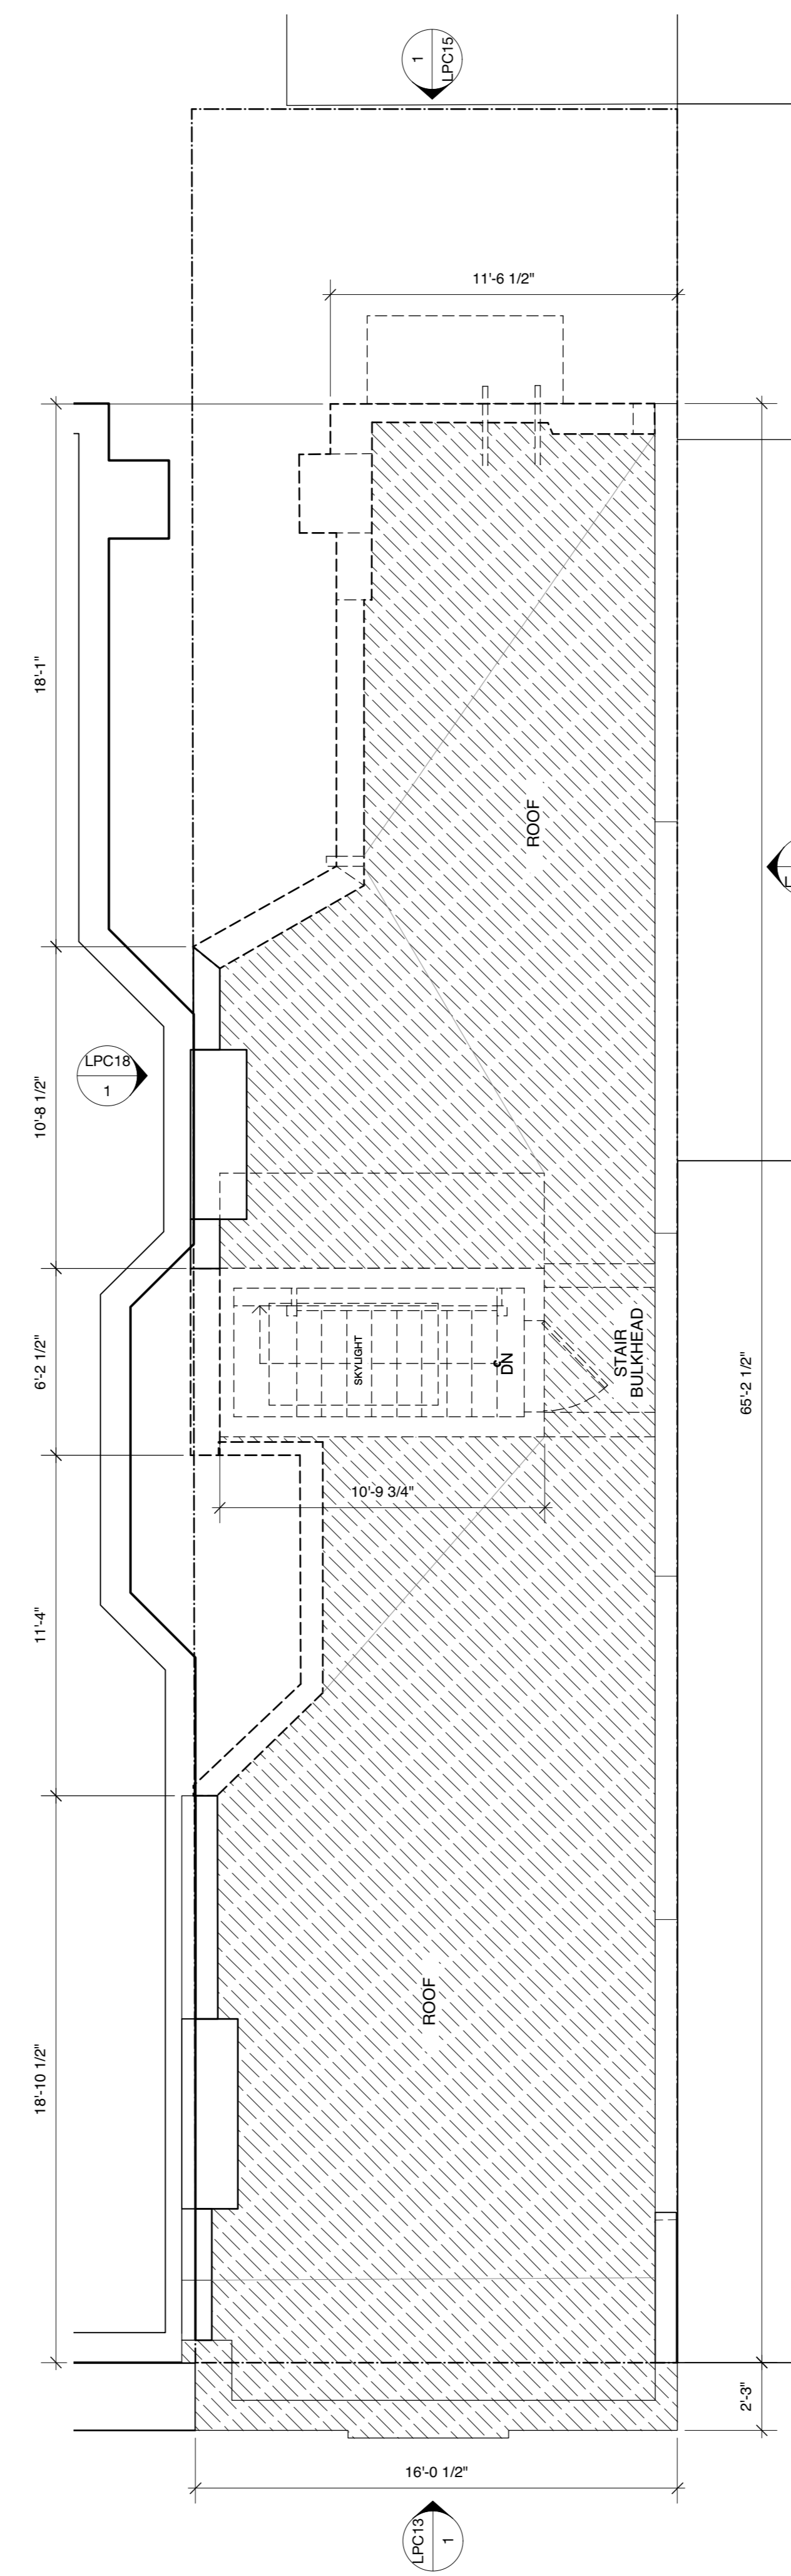 1
LPC15
11'-6 1/2"
18'-1"
ROOF
L
LPC18
1
10'-8 1/2"
6'-2 1/2"
SKYLIGHT
DN
STAIR
BULKHEAD
65'-2 1/2"
10'-9 3/4"
11'-4"
ROOF
18'-10 1/2"
2'-3"
16'-0 1/2"
LPC13
1